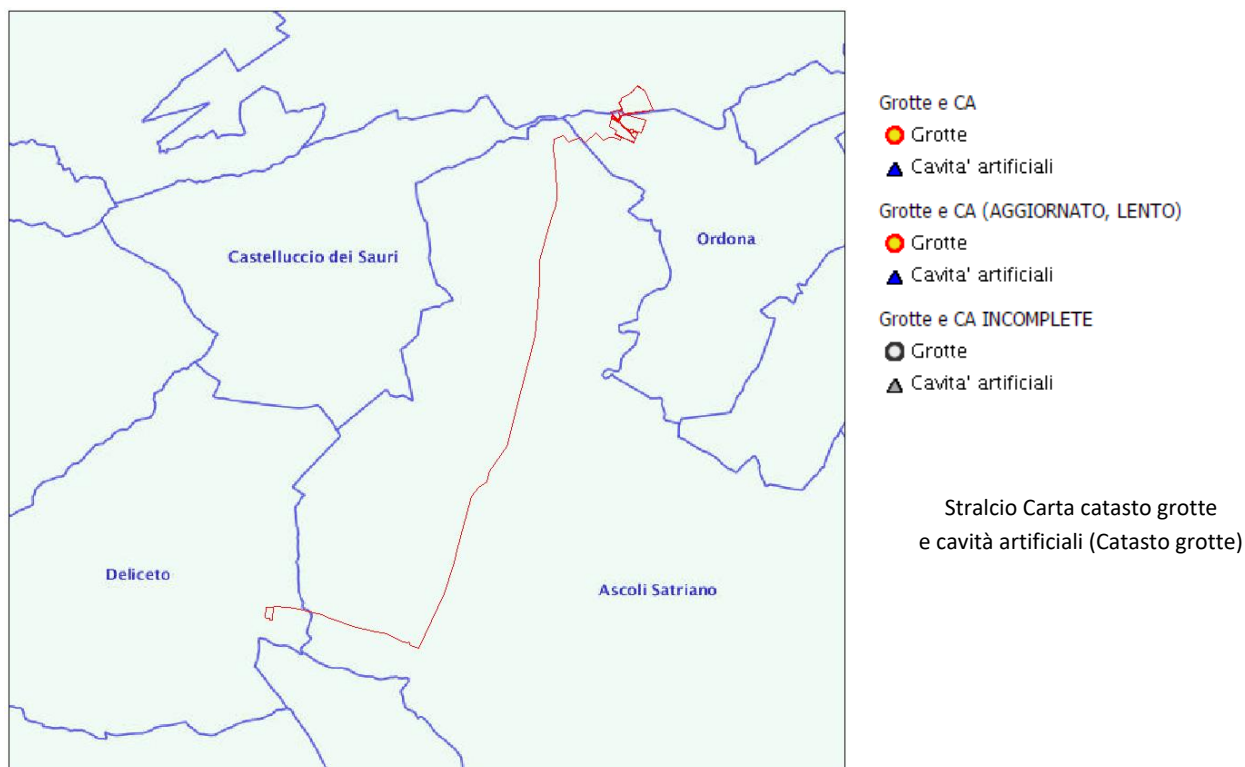 Castelluccio dei Sauri
Ordona
Deliceto
Ascoli Satriano
Grotte e CA
Grotte
Cavita' artificiali
Grotte e CA (AGGIORNATO, LENTO)
Grotte
Cavita' artificiali
Grotte e CA INCOMPLETE
Grotte
Cavita' artificiali
Stralcio Carta catasto grotte
e cavità artificiali (Catasto grotte)